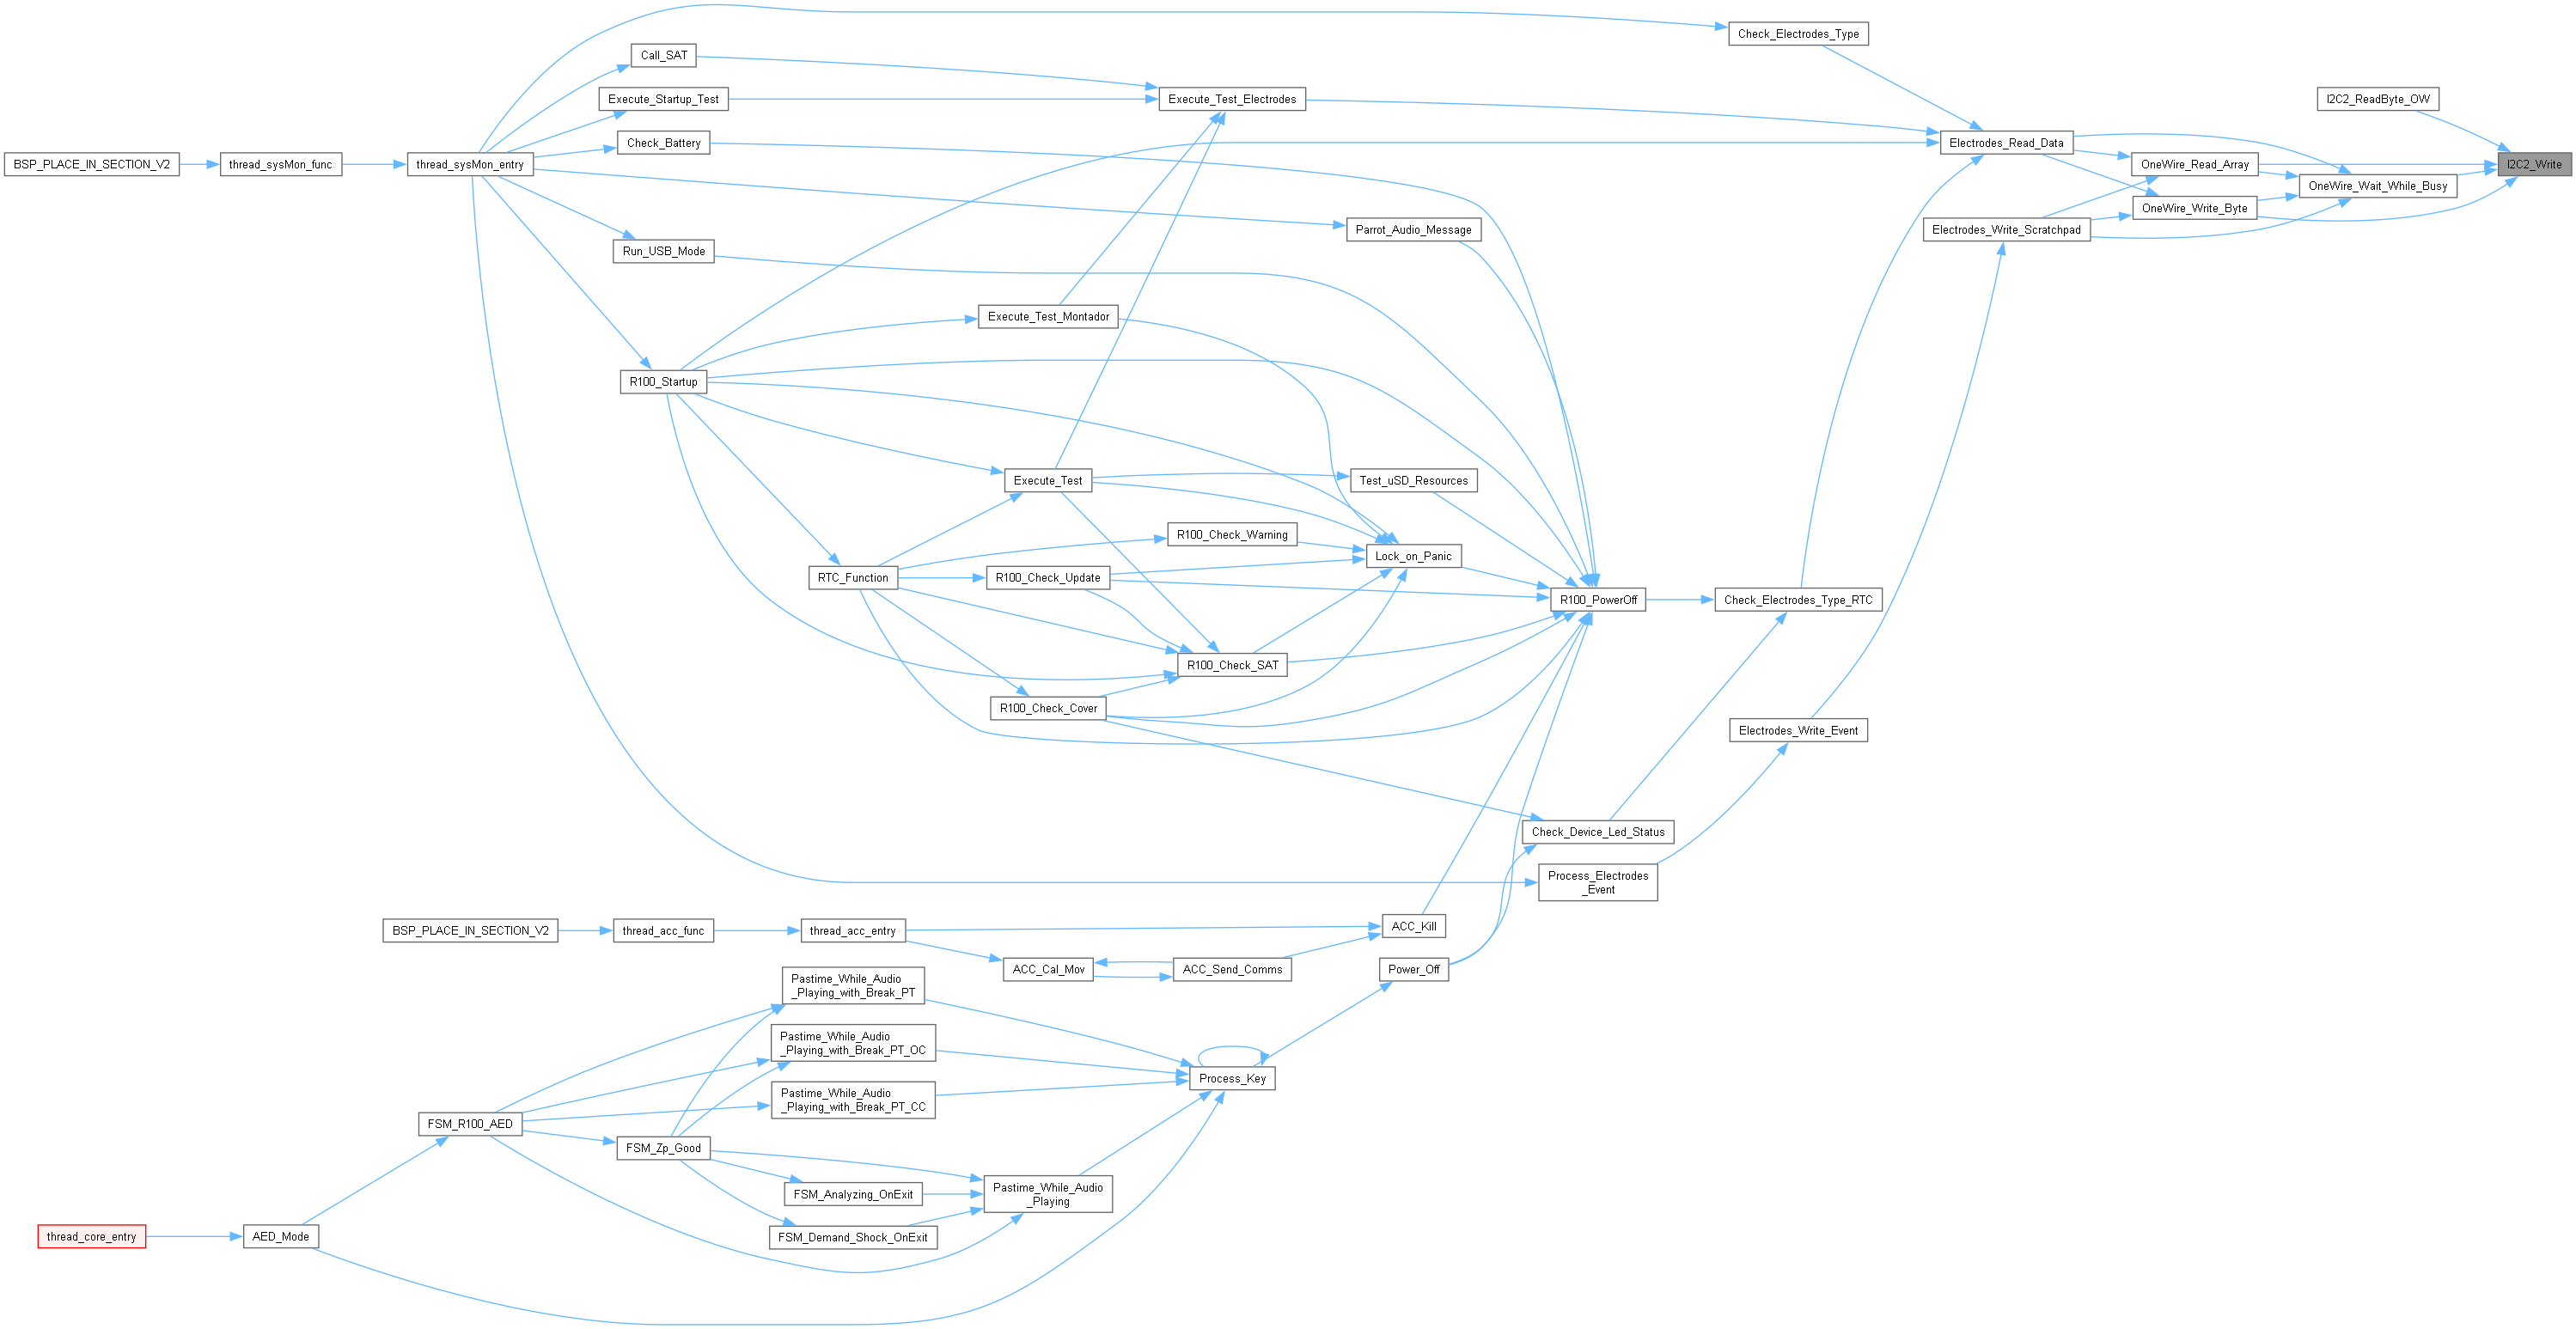 Check_Electrodes_Type
Call_SAT
Execute_Startup_Test
Execute_Test_Electrodes
I2C2_ReadByte_OW
Check_Battery
Electrodes_Read_Data
BSP_PLACE_IN_SECTION_V2
thread_sysMon_func
thread_sysMon_entry
OneWire_Read_Array
I2C2_Write
OneWire_Wait_While_Busy
OneWire_Write_Byte
Parrot_Audio_Message
Electrodes_Write_Scratchpad
Run_USB_Mode
Execute_Test_Montador
R100_Startup
Execute_Test
Test_uSD_Resources
R100_Check_Warning
Lock_on_Panic
RTC_Function
R100_Check_Update
R100_PowerOff
Check_Electrodes_Type_RTC
R100_Check_SAT
R100_Check_Cover
Electrodes_Write_Event
Check_Device_Led_Status
Process_Electrodes
_Event
BSP_PLACE_IN_SECTION_V2
thread_acc_func
thread_acc_entry
ACC_Kill
ACC_Cal_Mov
ACC_Send_Comms
Power_Off
Pastime_While_Audio
_Playing_with_Break_PT
Pastime_While_Audio
_Playing_with_Break_PT_OC
Process_Key
Pastime_While_Audio
_Playing_with_Break_PT_CC
FSM_R100_AED
FSM_Zp_Good
Pastime_While_Audio
_Playing
FSM_Analyzing_OnExit
FSM_Demand_Shock_OnExit
thread_core_entry
AED_Mode